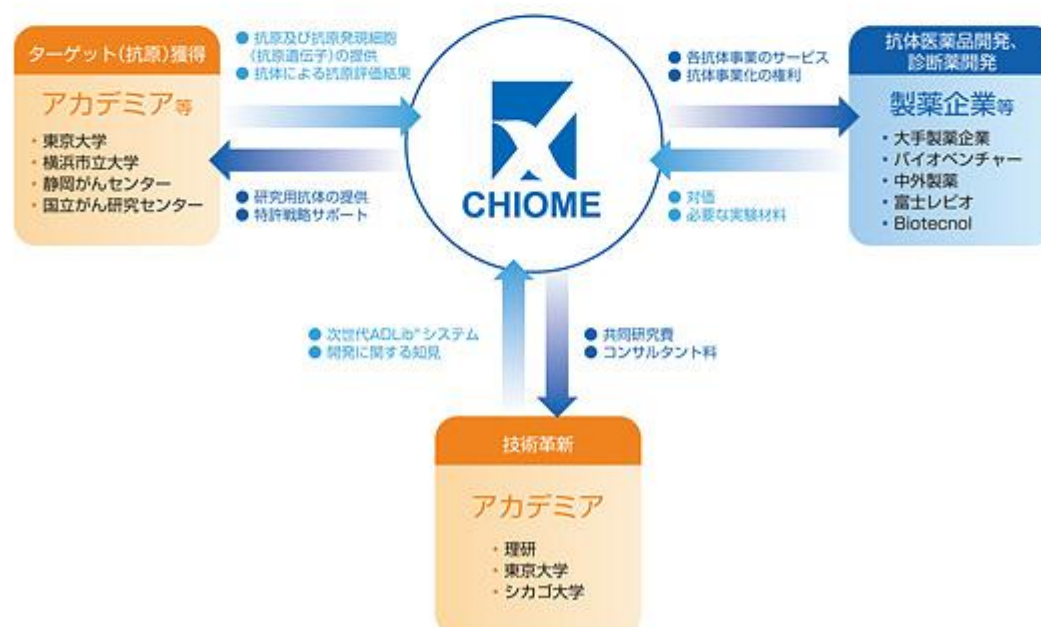 ターゲット(抗原)獲得
アカデミア等
・東京大学
・横浜市立大学
・静岡がんセンター
・国立がん研究センター
● 抗原及び抗原発現細胞
(抗原遺伝子)の提供
● 抗体による抗原評価結果
● 研究用抗体の提供
● 特許戦略サポート
CHIOME
● 各抗体事業のサービス
● 抗体事業化の権利
● 対価
● 必要な実験材料
抗体医薬品開発、
診断薬開発
製薬企業等
・大手製薬企業
・バイオベンチャー
・中外製薬
・富士レビオ
・Biotecnol
● 次世代ADLib®システム
● 開発に関する知見
● 共同研究費
● コンサルタント料
技術革新
アカデミア
・理研
・東京大学
・シカゴ大学